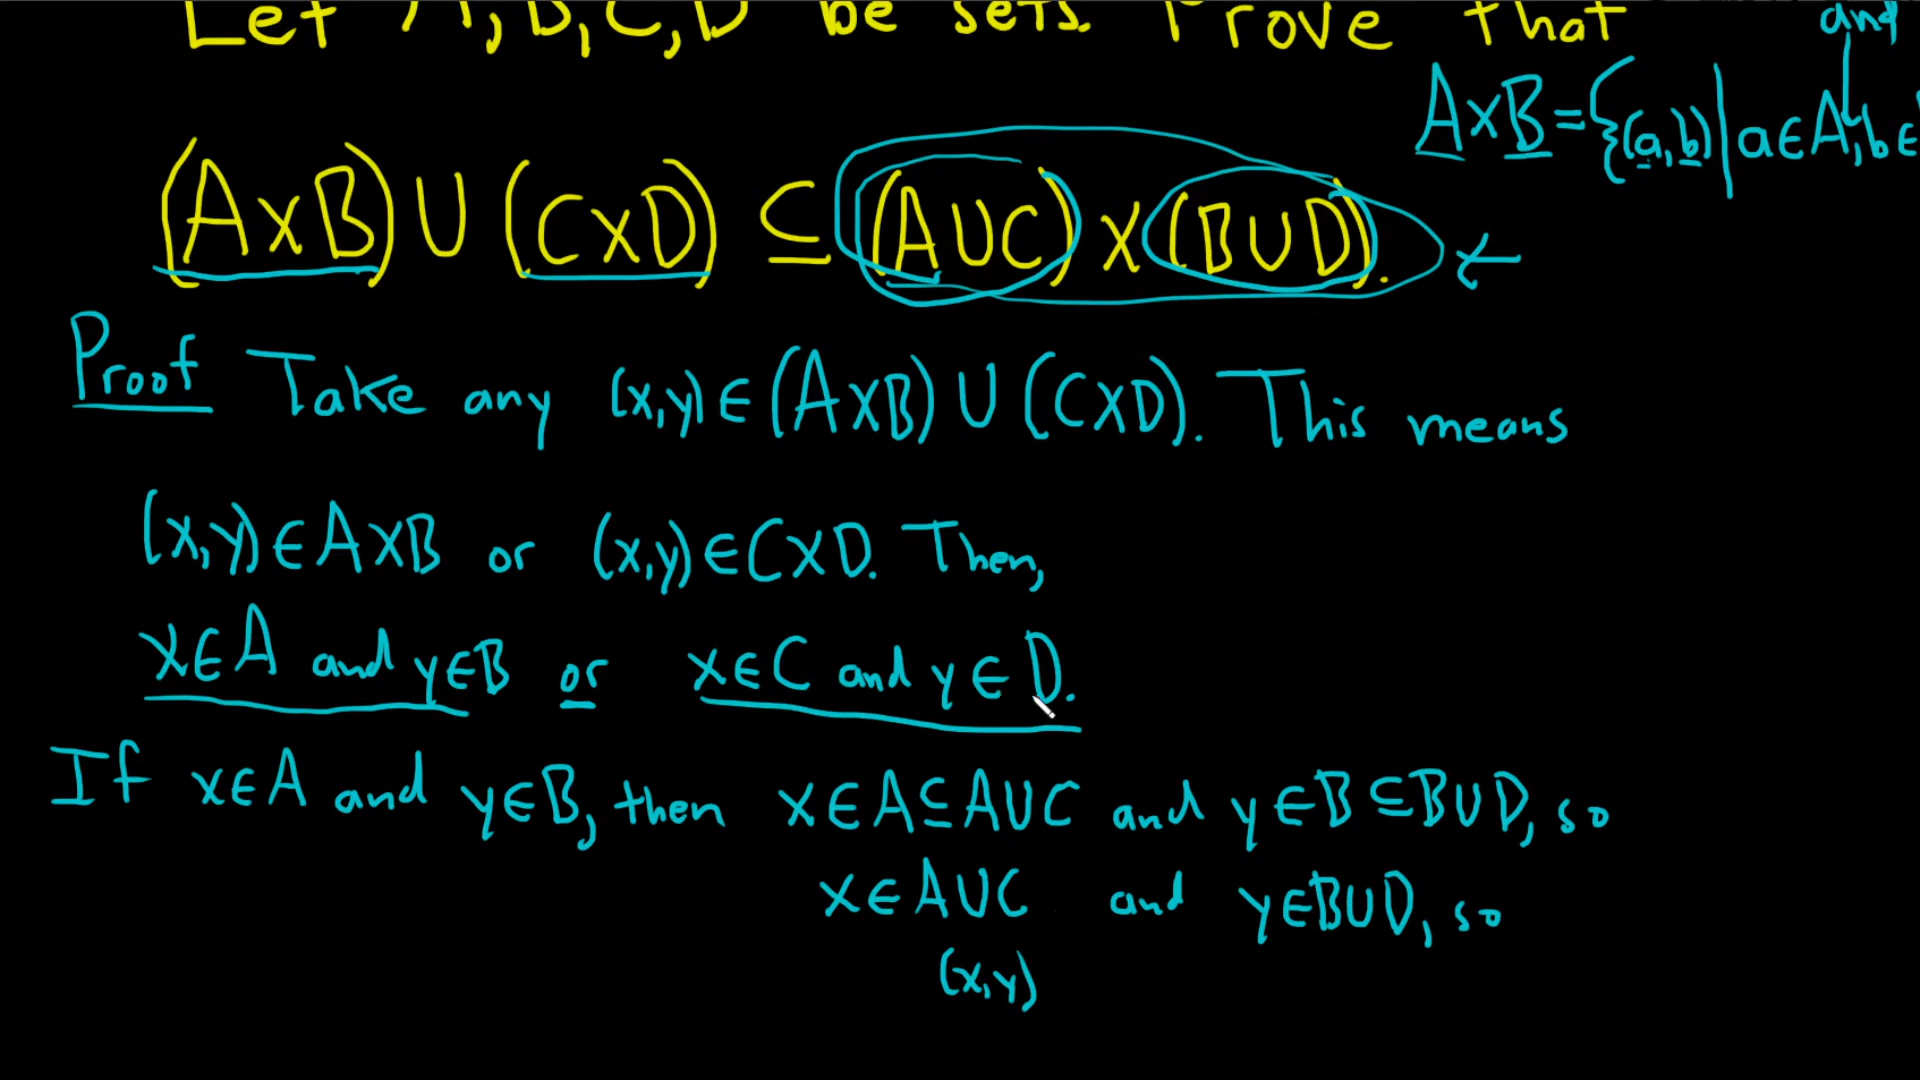 Let A,B,C,D be sets. Prove that
and
A×B={(a,b)|a∈A, b∈
(A×B)∪(C×D) ⊆ (A∪C)×(B∪D).
Proof Take any (x,y)∈(A×B)∪(C×D). This means
(x,y)∈A×B or (x,y)∈C×D. Then,
x∈A and y∈B or x∈C and y∈D.
If x∈A and y∈B, then x∈A⊆A∪C and y∈B⊆B∪D, so
x∈A∪C and y∈B∪D, so
(x,y)